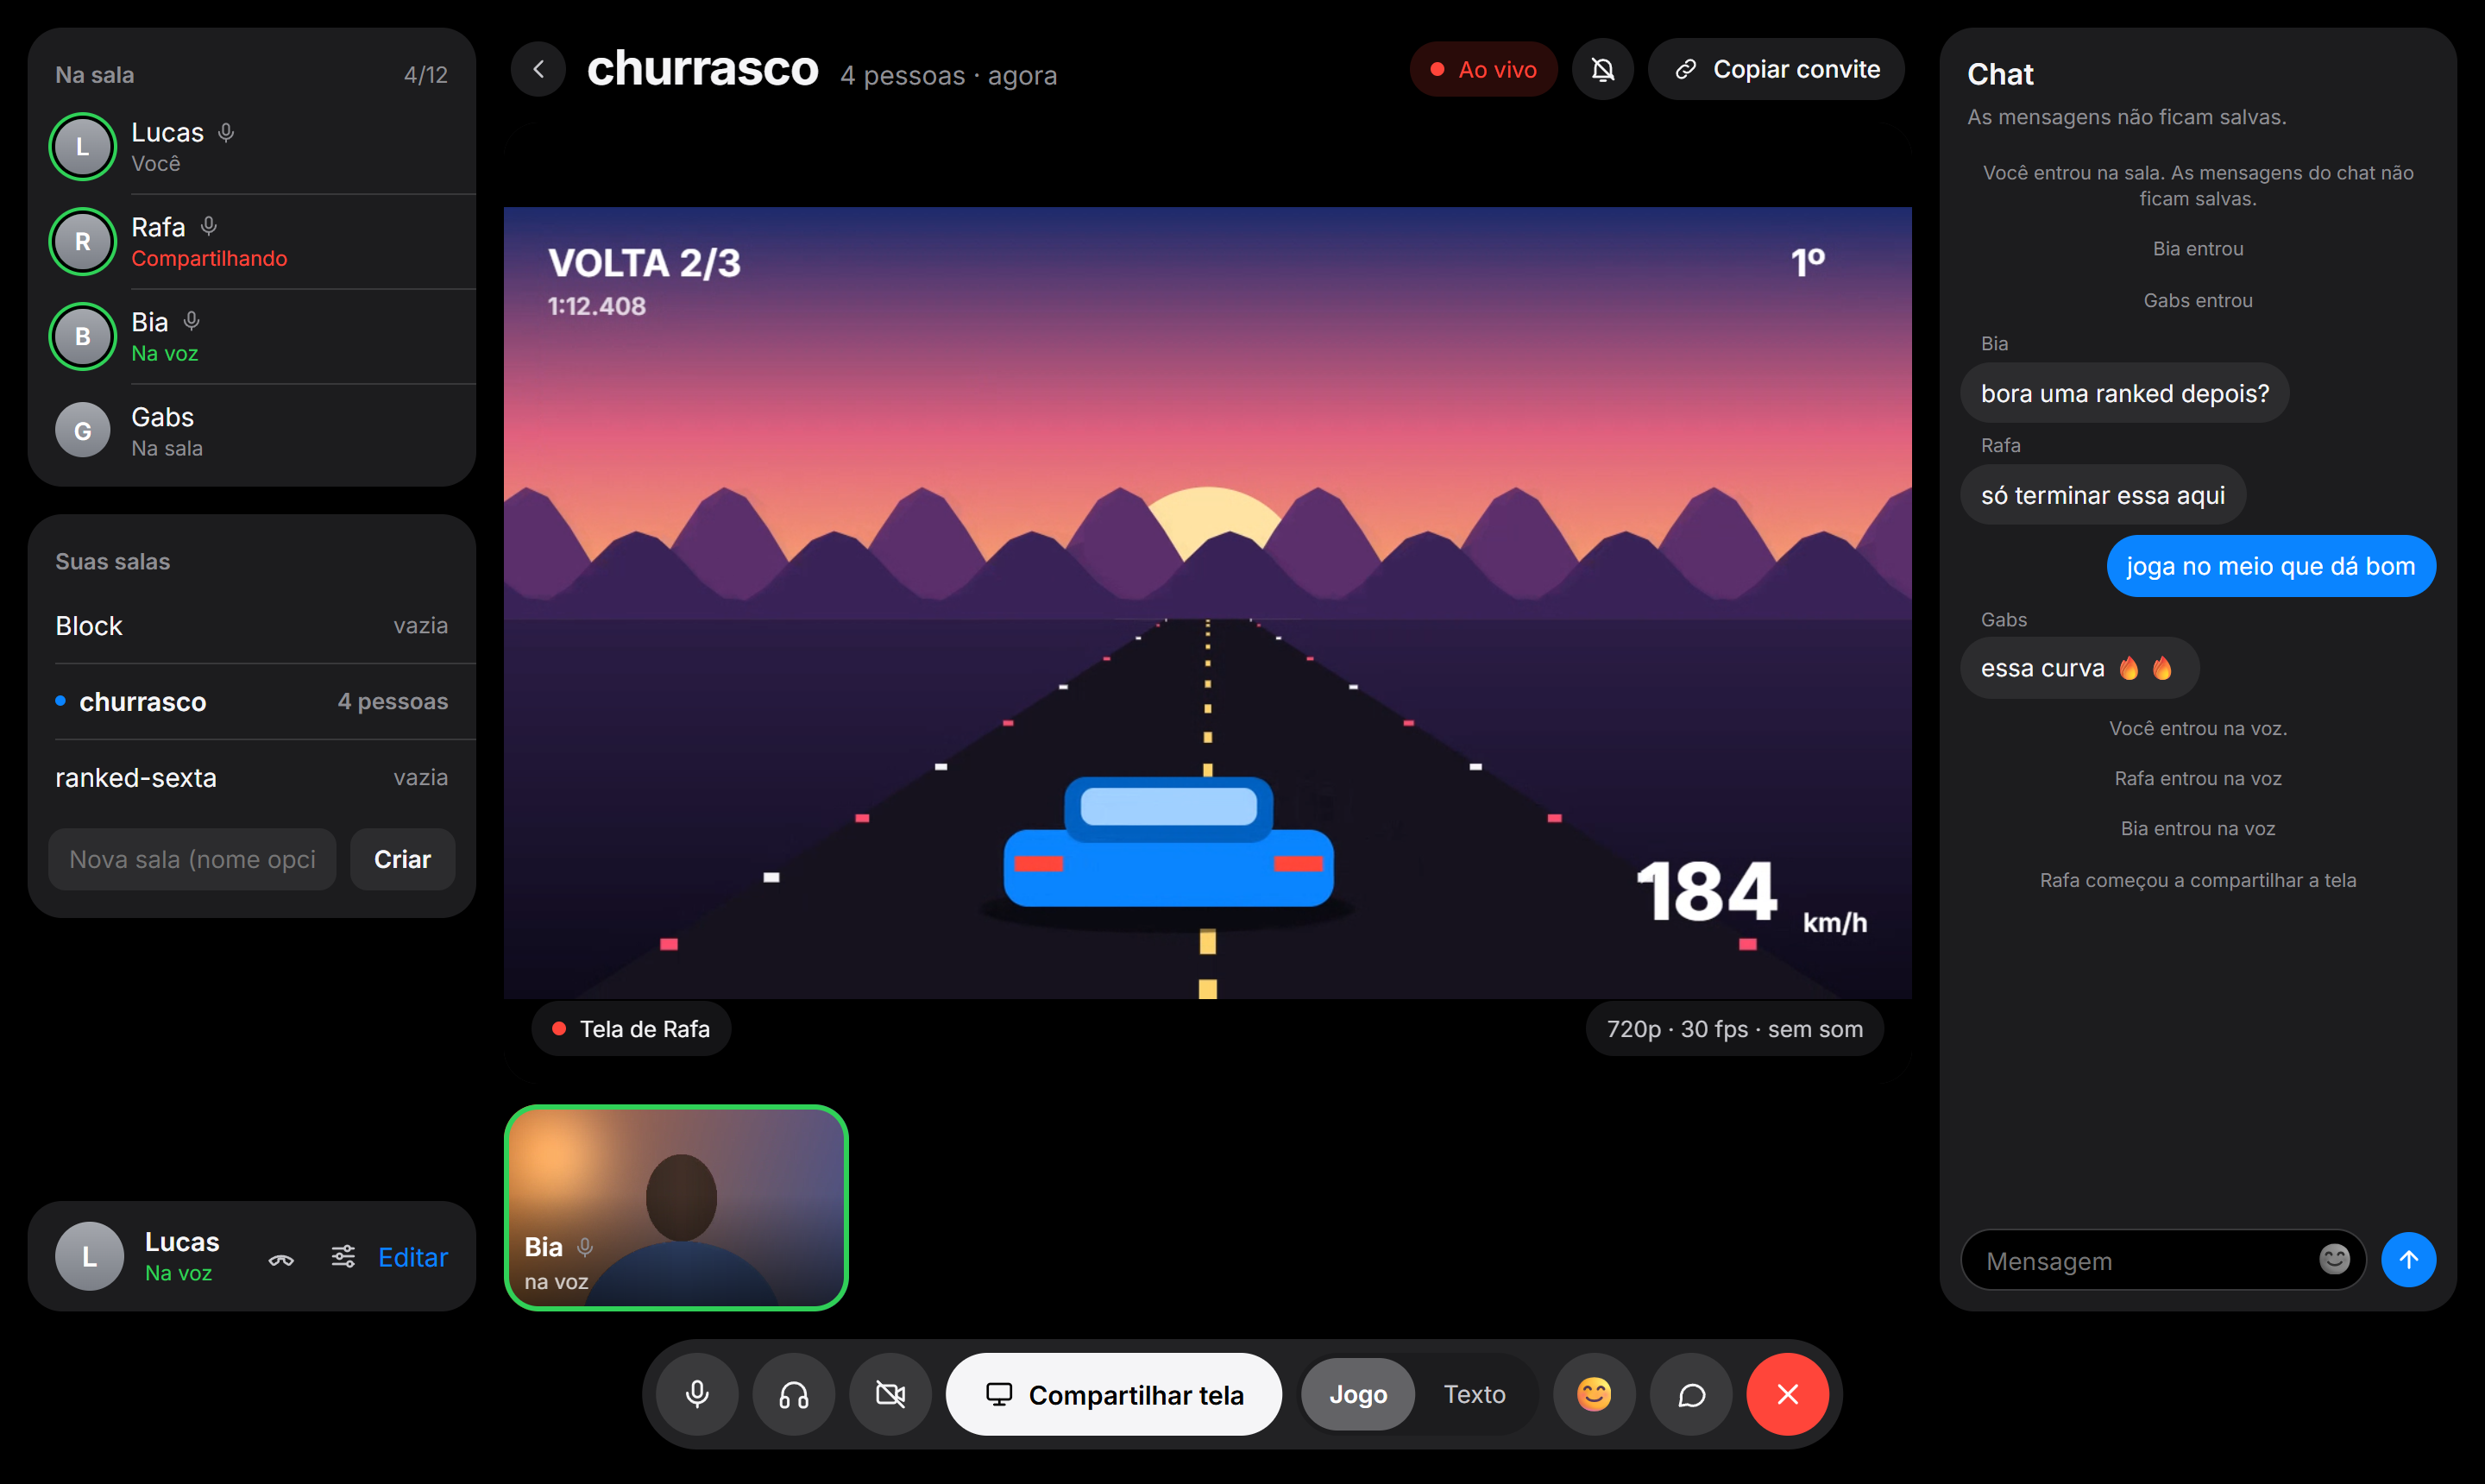 Na sala 4/12
L
Lucas
Você
R
Rafa
Compartilhando
B
Bia
Na voz
G
Gabs
Na sala
Suas salas
Block vazia
churrasco 4 pessoas
ranked-sexta vazia
Nova sala (nome opci
Criar
L
Lucas
Na voz
Editar
churrasco 4 pessoas · agora
Ao vivo
Copiar convite
VOLTA 2/3
1:12.408
1º
184 km/h
Tela de Rafa
720p · 30 fps · sem som
Bia
na voz
Compartilhar tela
Jogo
Texto
Chat
As mensagens não ficam salvas.
Você entrou na sala. As mensagens do chat não
ficam salvas.
Bia entrou
Gabs entrou
Bia
bora uma ranked depois?
Rafa
só terminar essa aqui
joga no meio que dá bom
Gabs
essa curva 🔥🔥
Você entrou na voz.
Rafa entrou na voz
Bia entrou na voz
Rafa começou a compartilhar a tela
Mensagem